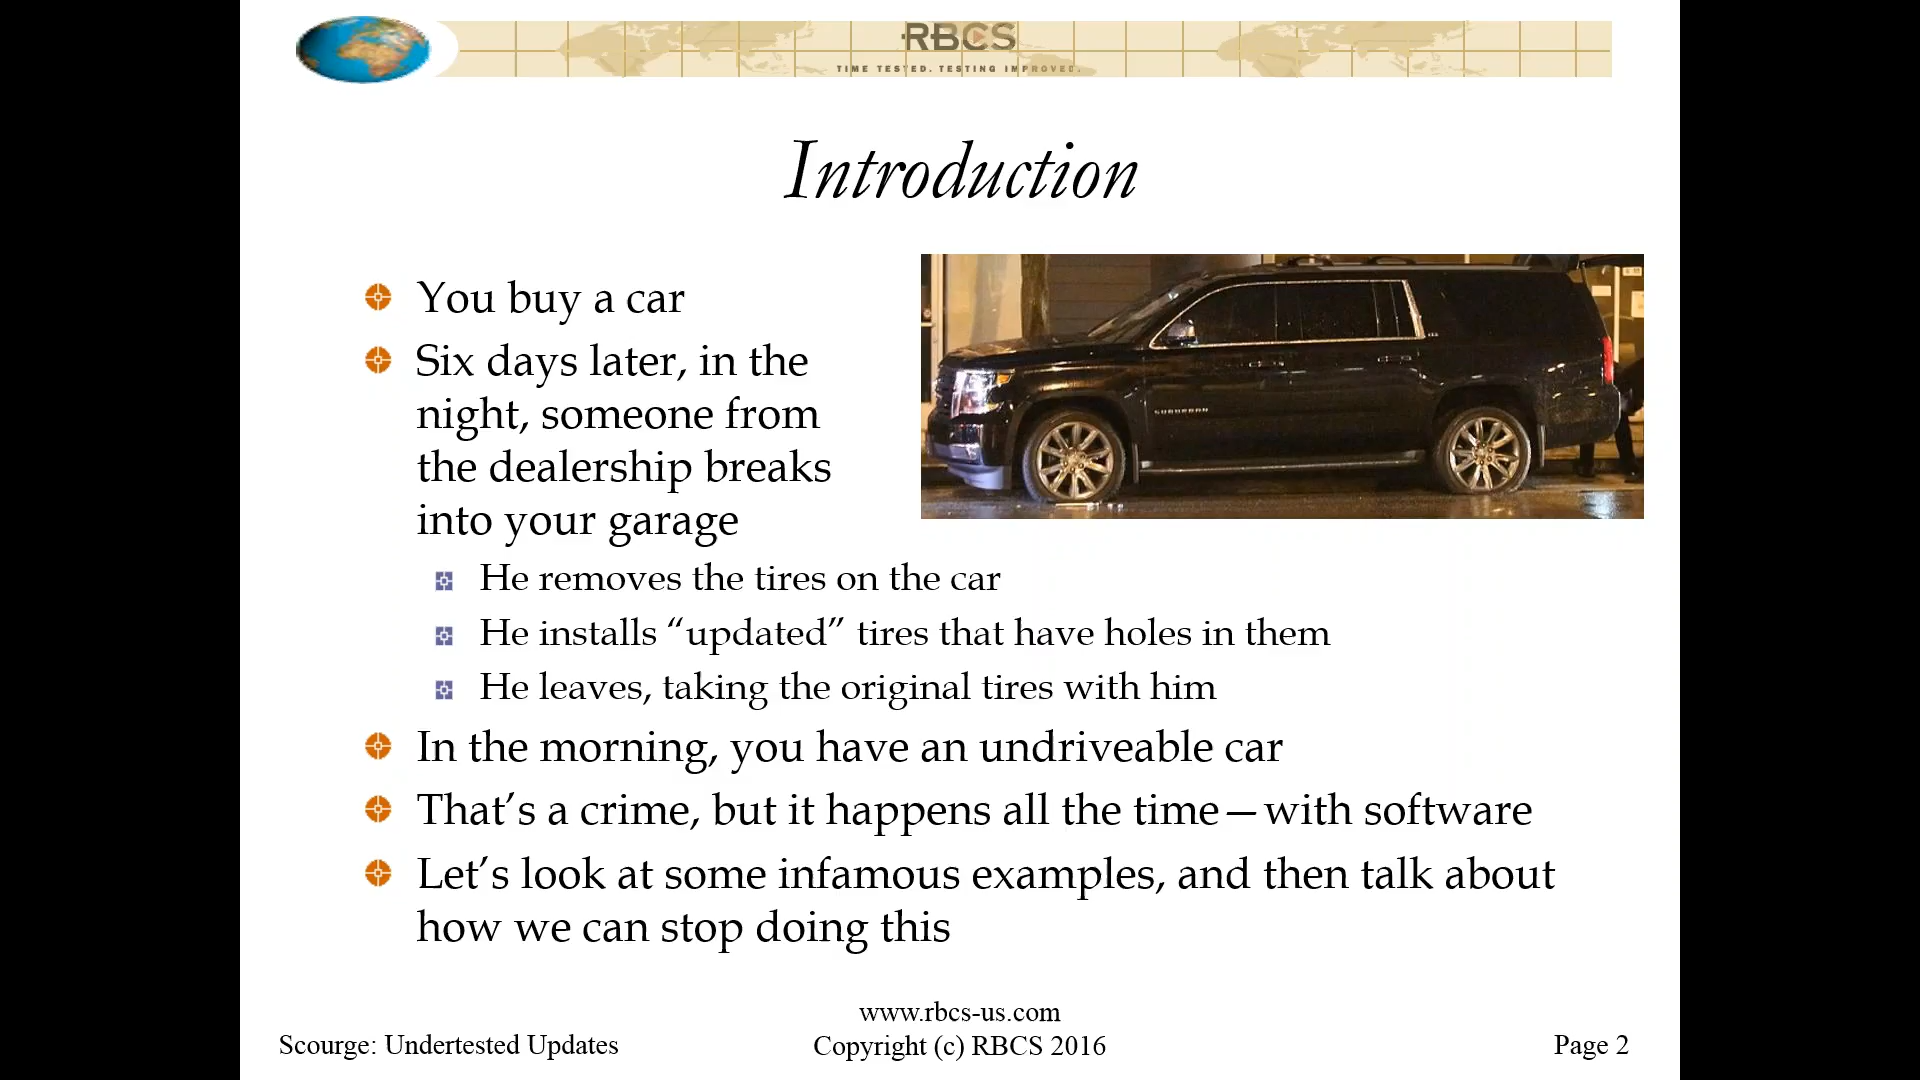 RBCS
TIME TESTED. TESTING IMPROVED.
Introduction
You buy a car
Six days later, in the
night, someone from
the dealership breaks
into your garage
SUBURBAN
He removes the tires on the car
He installs “updated” tires that have holes in them
He leaves, taking the original tires with him
In the morning, you have an undriveable car
That’s a crime, but it happens all the time—with software
Let’s look at some infamous examples, and then talk about
how we can stop doing this
www.rbcs-us.com
Scourge: Undertested Updates
Copyright (c) RBCS 2016
Page 2